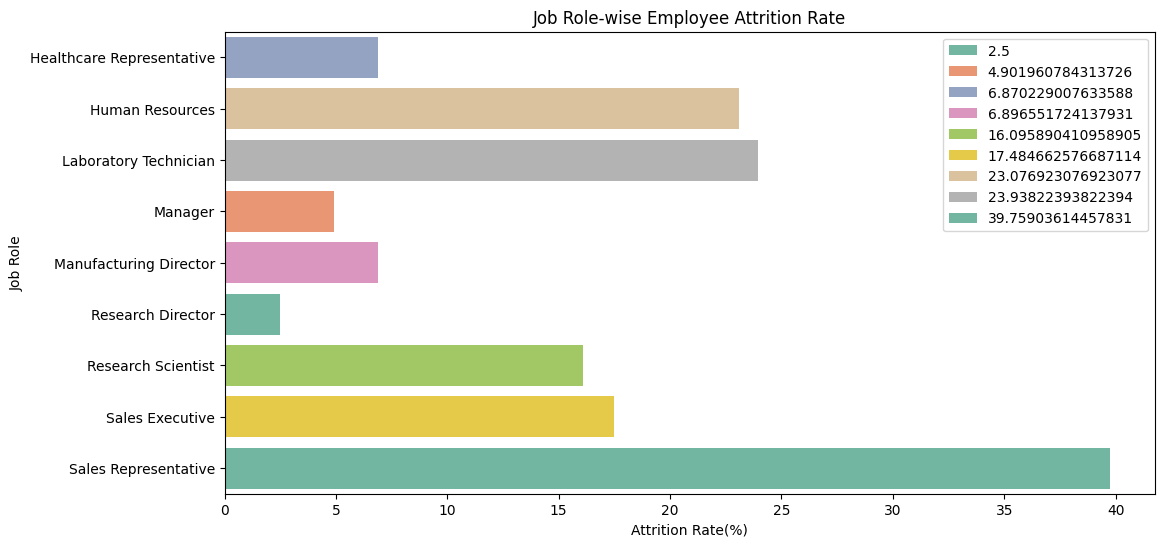 Job Role-wise Employee Attrition Rate
Job Role
Healthcare Representative
Human Resources
Laboratory Technician
Manager
Manufacturing Director
Research Director
Research Scientist
Sales Executive
Sales Representative
2.5
4.901960784313726
6.870229007633588
6.896551724137931
16.095890410958905
17.484662576687114
23.076923076923077
23.93822393822394
39.75903614457831
0 5 10 15 20 25 30 35 40
Attrition Rate(%)